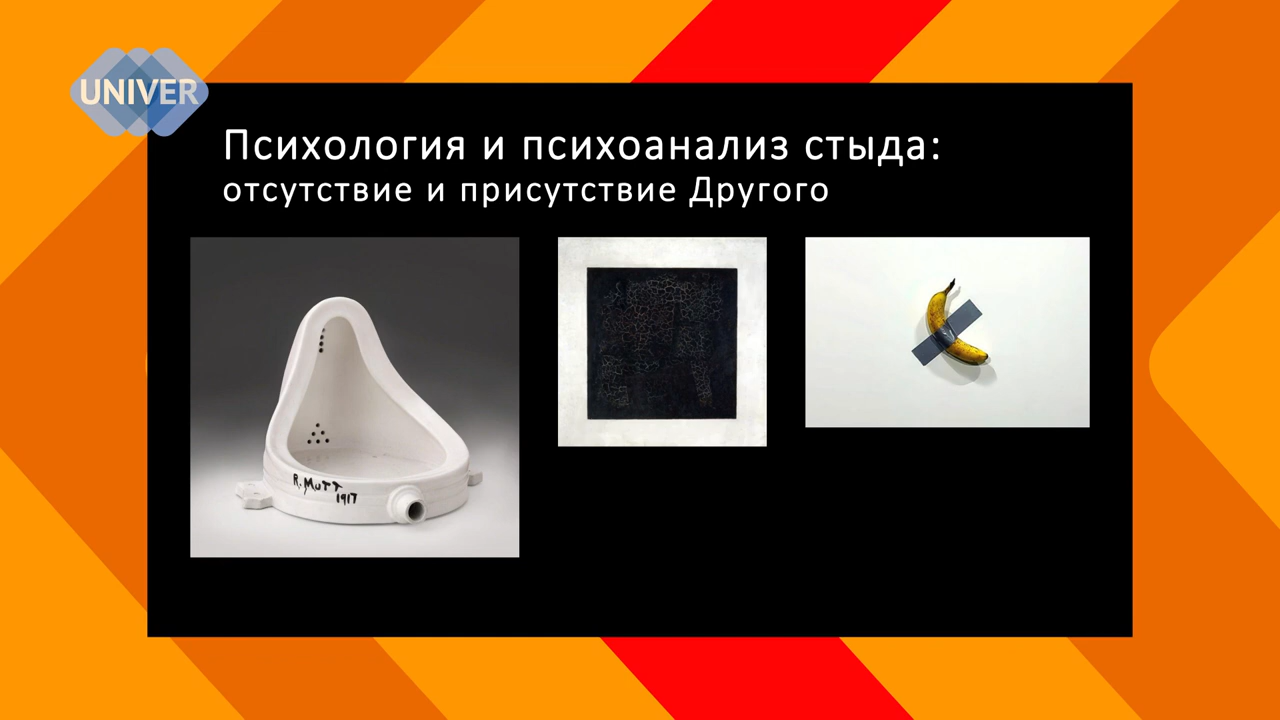 UNIVER
Психология и психоанализ стыда:
отсутствие и присутствие Другого
R. MUTT
1917